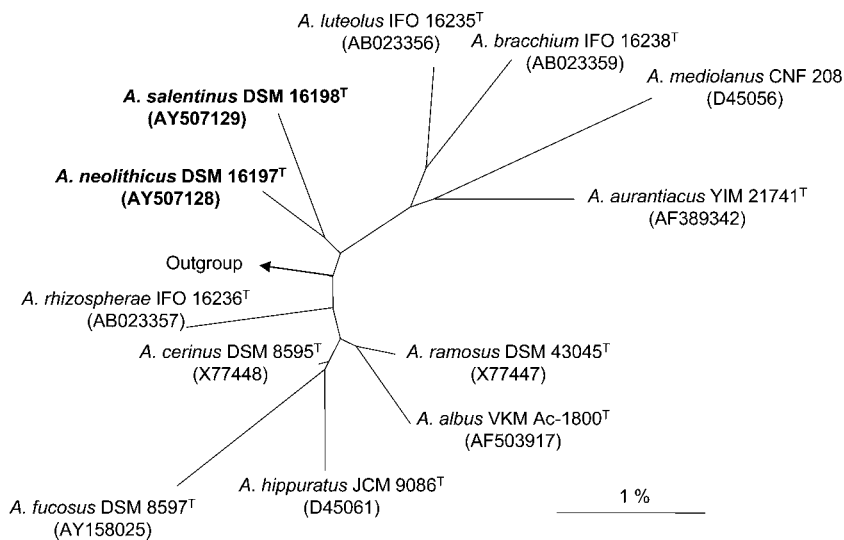 A. luteolus IFO 16235T
(AB023356)
A. bracchium IFO 16238T
(AB023359)
A. mediolanus CNF 208
(D45056)
A. salentinus DSM 16198T
(AY507129)
A. neolithicus DSM 16197T
(AY507128)
A. aurantiacus YIM 21741T
(AF389342)
Outgroup
A. rhizospherae IFO 16236T
(AB023357)
A. cerinus DSM 8595T
(X77448)
A. ramosus DSM 43045T
(X77447)
A. albus VKM Ac-1800T
(AF503917)
A. hippuratus JCM 9086T
(D45061)
A. fucosus DSM 8597T
(AY158025)
1 %